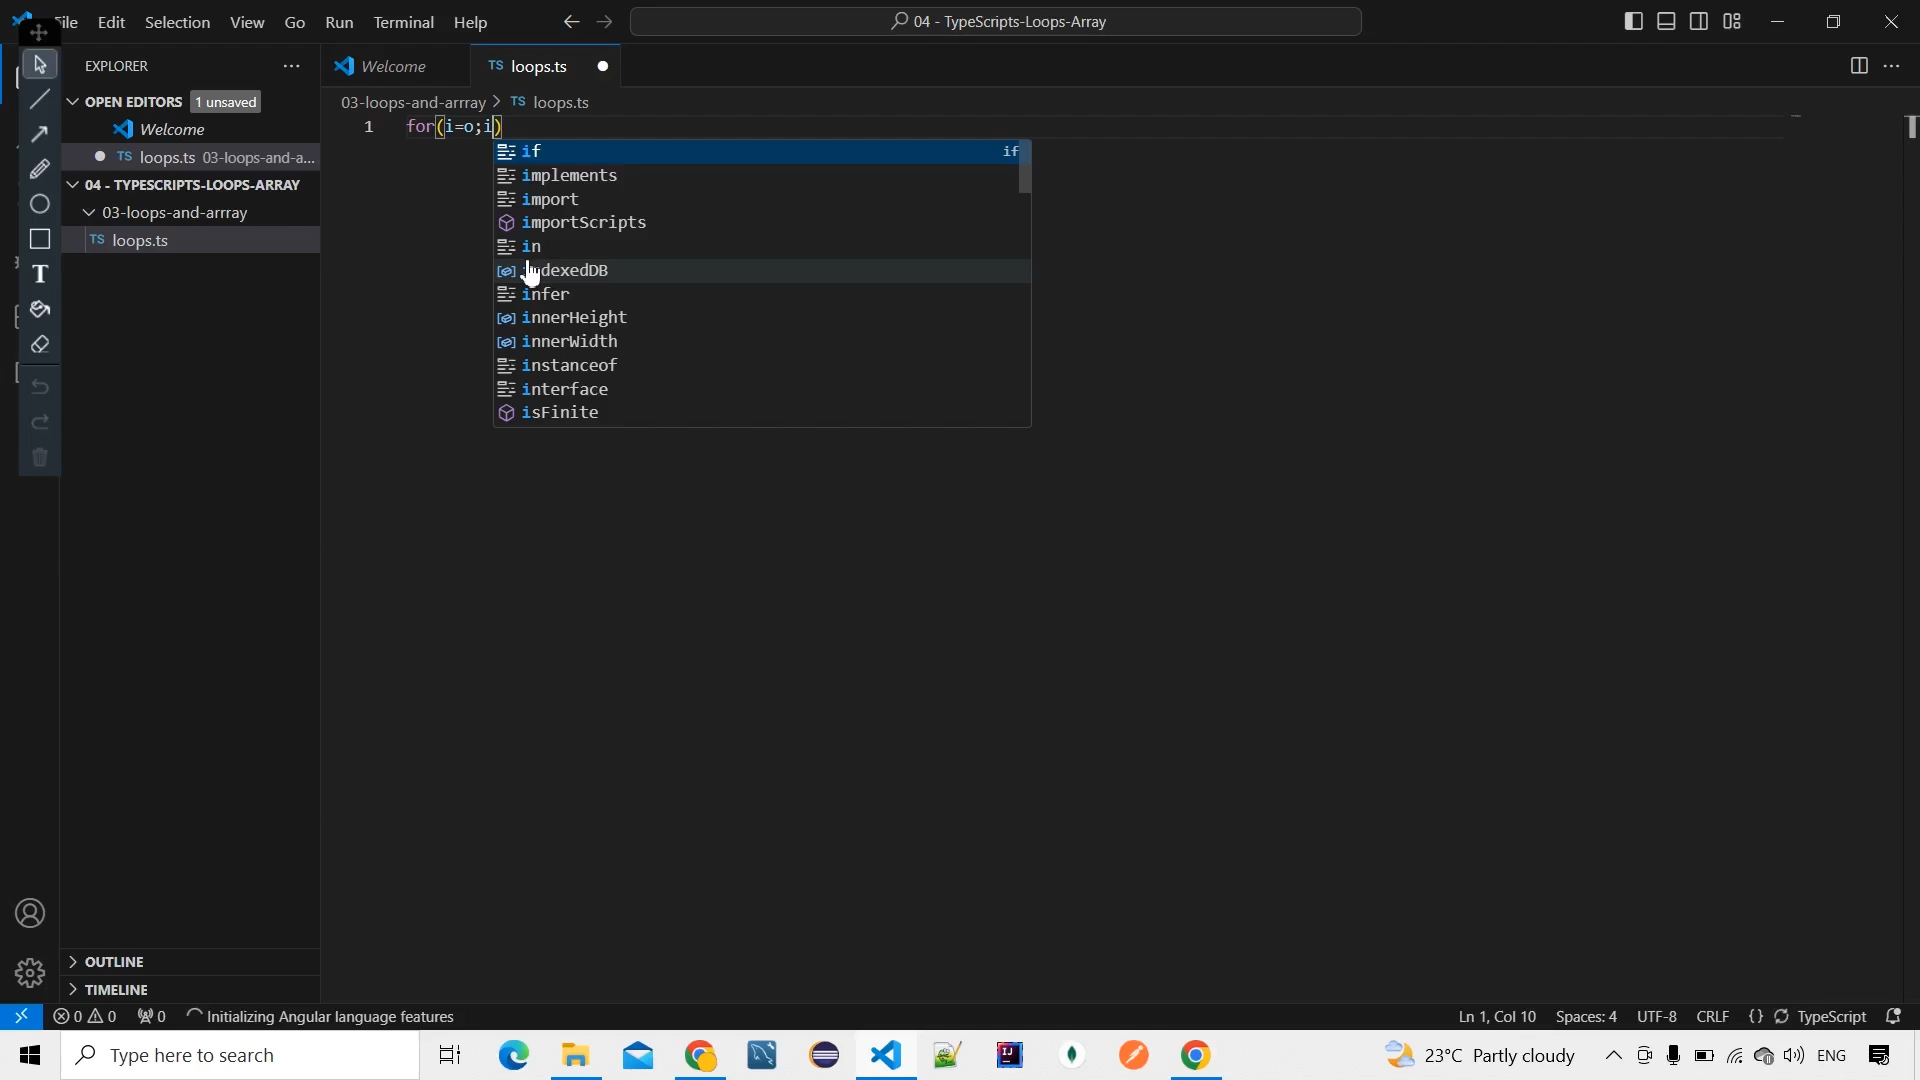 File Edit Selection View Go Run Terminal Help
04 - TypeScripts-Loops-Array
EXPLORER
Welcome
TS loops.ts
OPEN EDITORS 1 unsaved
03-loops-and-arrray > TS loops.ts
Welcome
1 for(i=o;i)
TS loops.ts 03-loops-and-a...
if if
04 - TYPESCRIPTS-LOOPS-ARRAY
implements
import
03-loops-and-arrray
importScripts
TS loops.ts
in
T
indexedDB
infer
innerHeight
innerWidth
instanceof
interface
isFinite
OUTLINE
TIMELINE
0 0 0 Initializing Angular language features
Ln 1, Col 10 Spaces: 4 UTF-8 CRLF {} TypeScript
Type here to search
IJ
23°C Partly cloudy
ENG